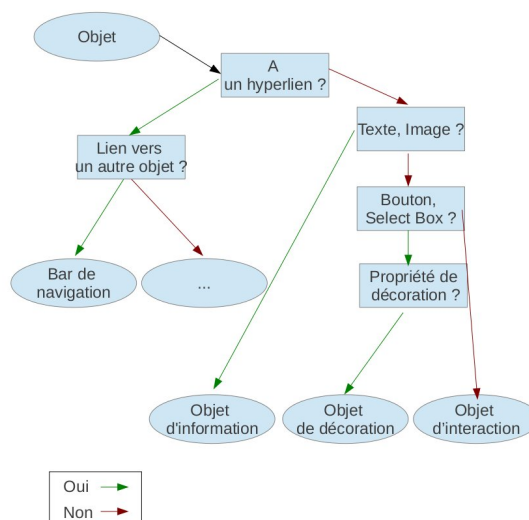 Objet
A
un hyperlien ?
Texte, Image ?
Lien vers
un autre objet ?
Bouton,
Select Box ?
Bar de
navigation
...
Propriété de
décoration ?
Objet
d'information
Objet
de décoration
Objet
d'interaction
Oui
Non